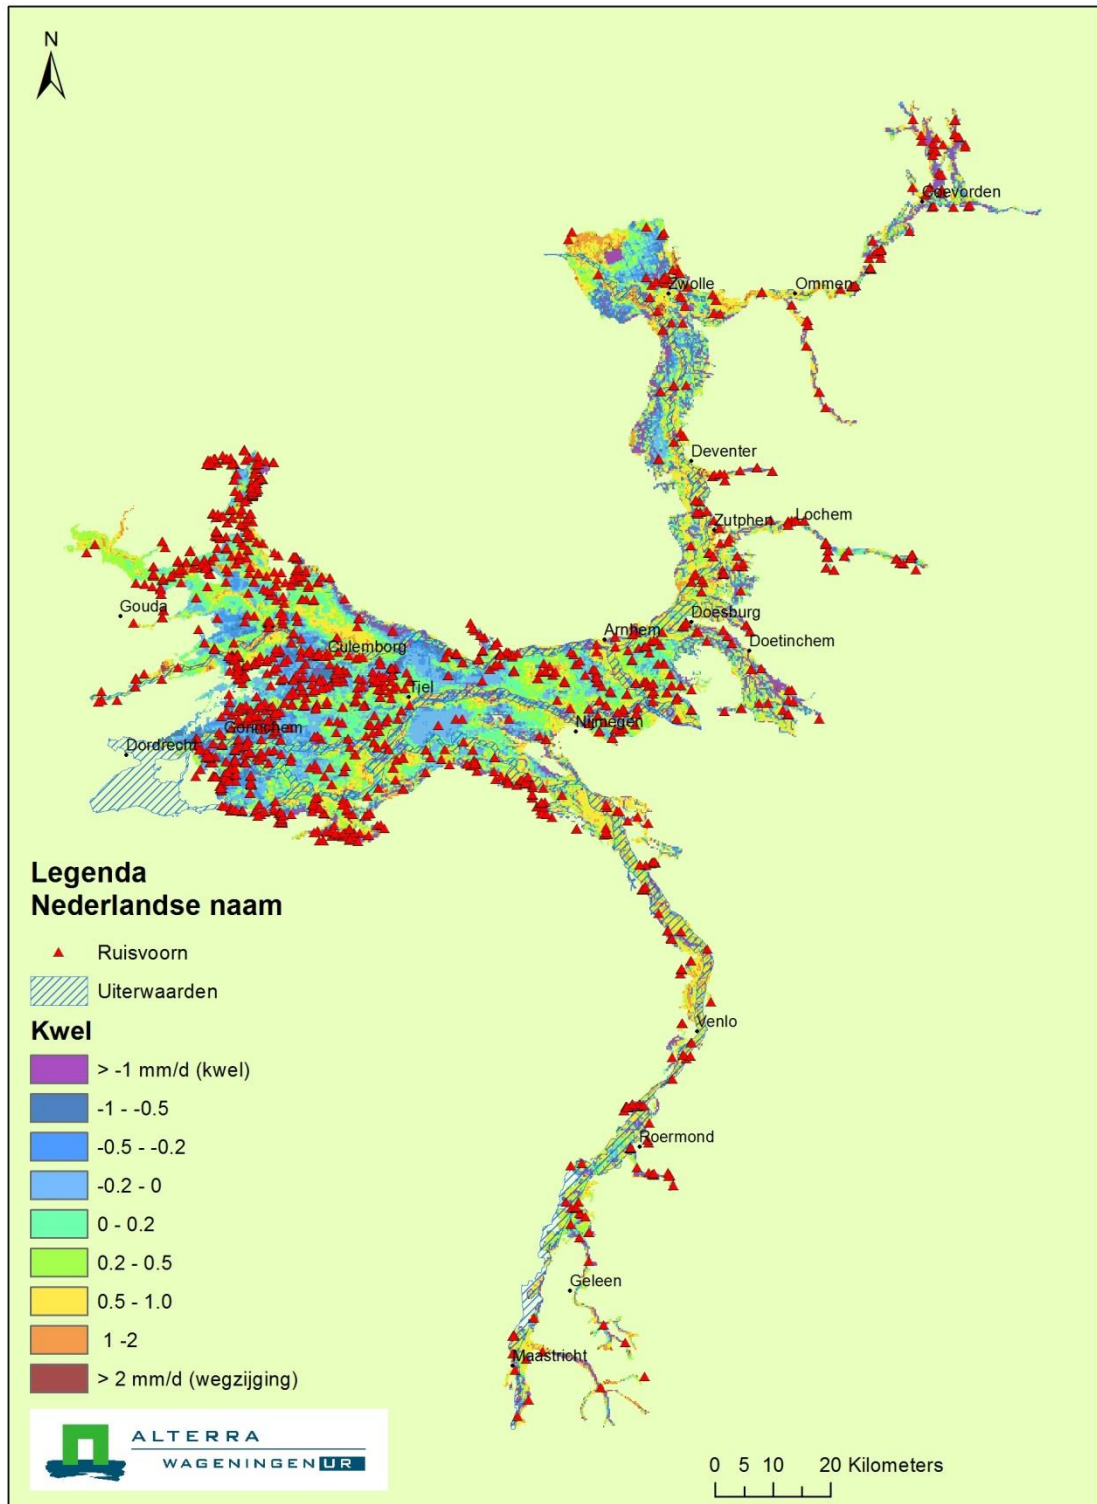 N
Coevorden
Zwolle
Ommen
Deventer
Zutphen
Lochem
Gouda
Doesburg
Arnhem
Doetinchem
Culemborg
Tiel
Gorinchem
Nijmegen
Dordrecht
Legenda
Nederlandse naam
Ruisvoorn
Uiterwaarden
Kwel
> -1 mm/d (kwel)
-1 - -0.5
-0.5 - -0.2
-0.2 - 0
0 - 0.2
0.2 - 0.5
0.5 - 1.0
1 -2
> 2 mm/d (wegzijging)
Venlo
Roermond
Geleen
Maastricht
ALTERRA
WAGENINGEN UR
0 5 10 20 Kilometers